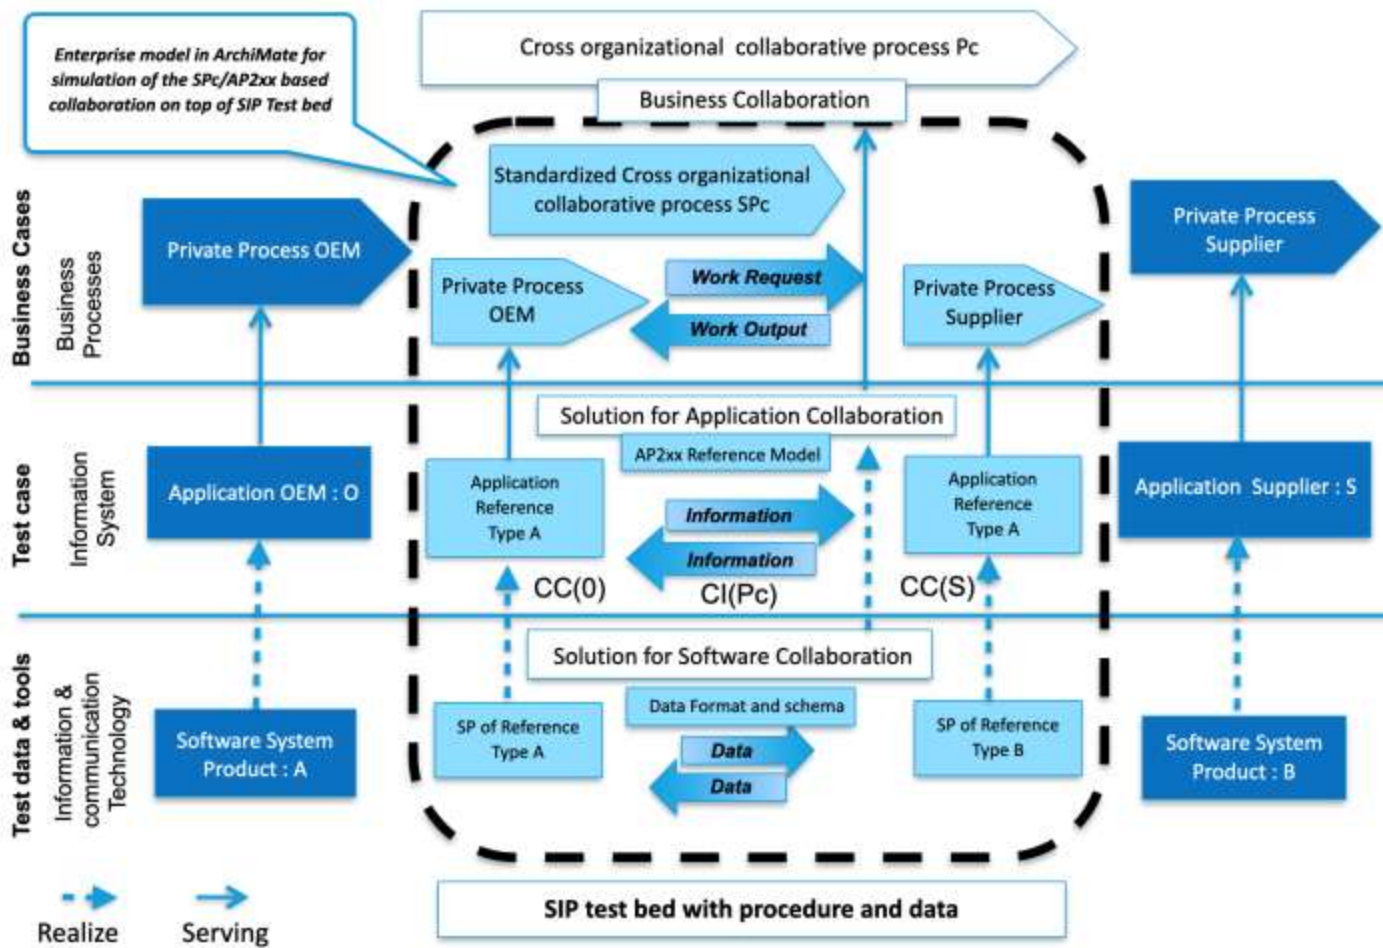 Enterprise model in ArchiMate for
simulation of the SPc/AP2xx based
collaboration on top of SIP Test bed
Cross organizational collaborative process Pc
Business Collaboration
Standardized Cross organizational
collaborative process SPc
Business Cases
Business
Processes
Private Process OEM
Private Process
OEM
Work Request
Work Output
Private Process
Supplier
Private Process
Supplier
Test case
Information
System
Solution for Application Collaboration
AP2xx Reference Model
Application OEM : O
Application
Reference
Type A
Information
Information
Application
Reference
Type A
Application Supplier : S
CC(0)
CI(Pc)
CC(S)
Test data & tools
Information &
communication
Technology
Solution for Software Collaboration
Data Format and schema
Software System
Product : A
SP of Reference
Type A
Data
Data
SP of Reference
Type B
Software System
Product : B
Realize
Serving
SIP test bed with procedure and data